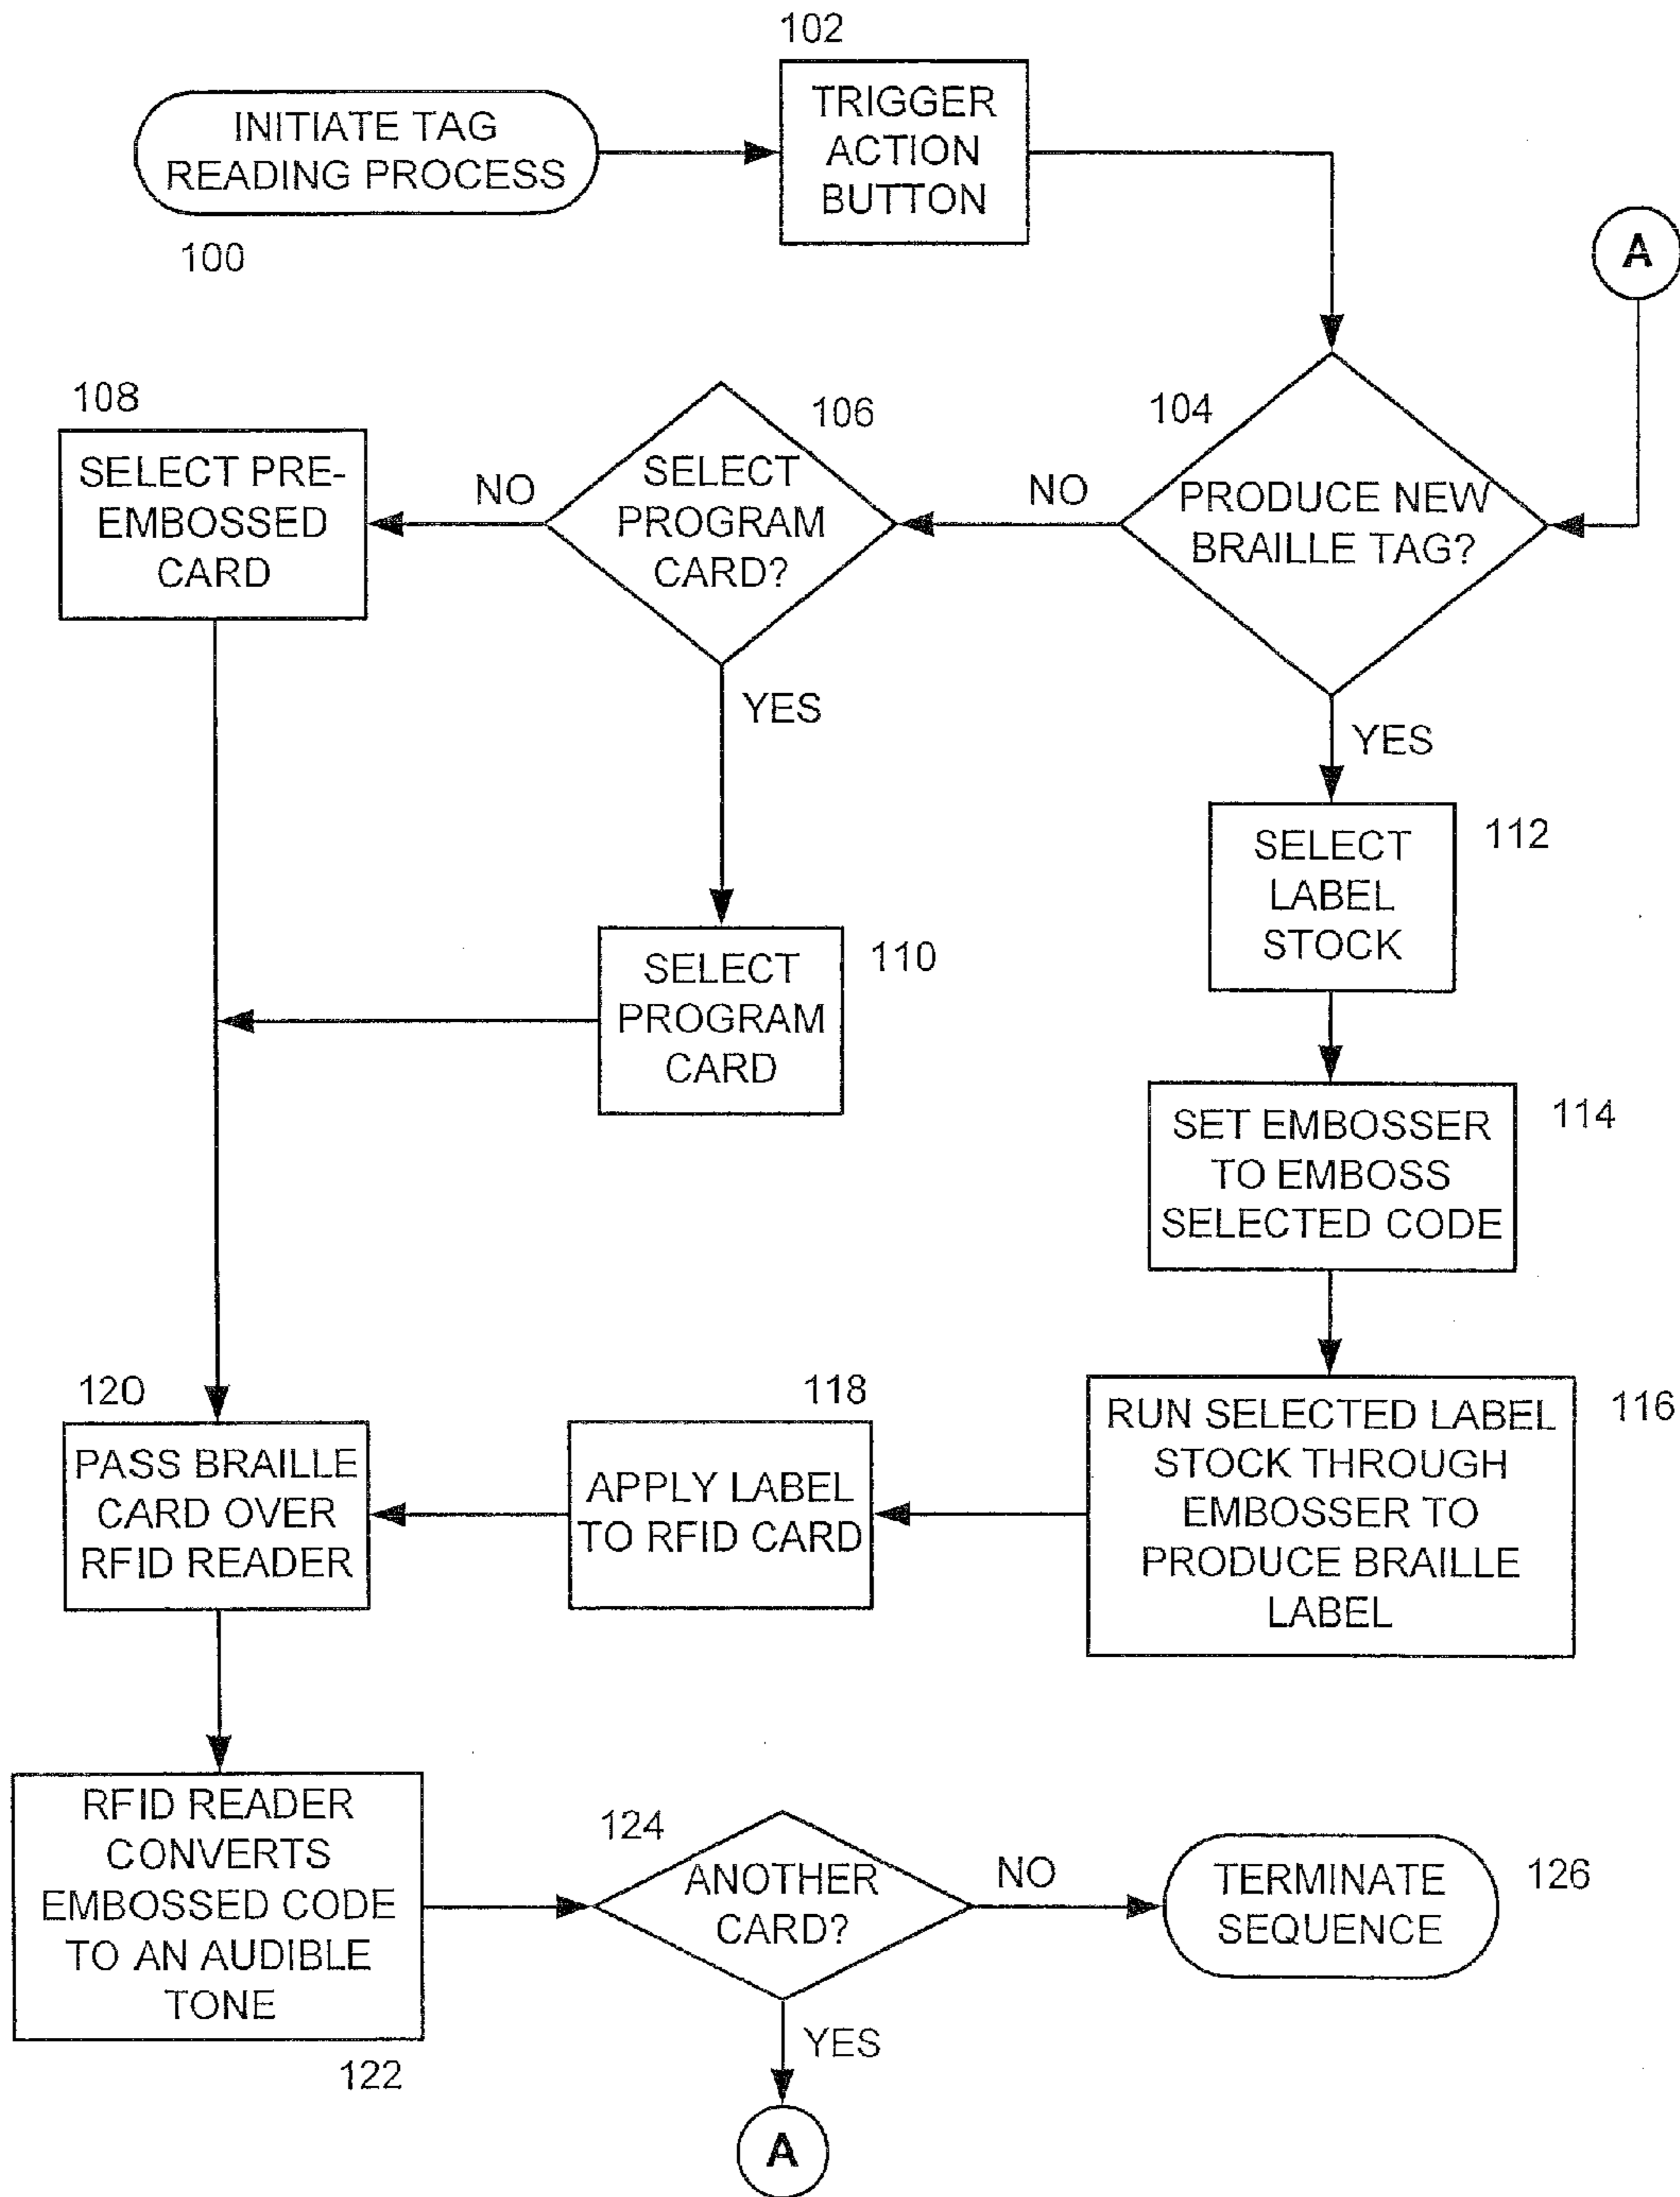 102
INITIATE TAG
READING PROCESS
100
TRIGGER
ACTION
BUTTON
A
104
PRODUCE NEW
BRAILLE TAG?
NO
106
SELECT
PROGRAM
CARD?
NO
108
SELECT PRE-
EMBOSSED
CARD
YES
110
SELECT
PROGRAM
CARD
YES
112
SELECT
LABEL
STOCK
114
SET EMBOSSER
TO EMBOSS
SELECTED CODE
116
RUN SELECTED LABEL
STOCK THROUGH
EMBOSSER TO
PRODUCE BRAILLE
LABEL
118
APPLY LABEL
TO RFID CARD
120
PASS BRAILLE
CARD OVER
RFID READER
RFID READER
CONVERTS
EMBOSSED CODE
TO AN AUDIBLE
TONE
122
124
ANOTHER
CARD?
NO
TERMINATE
SEQUENCE
126
YES
A